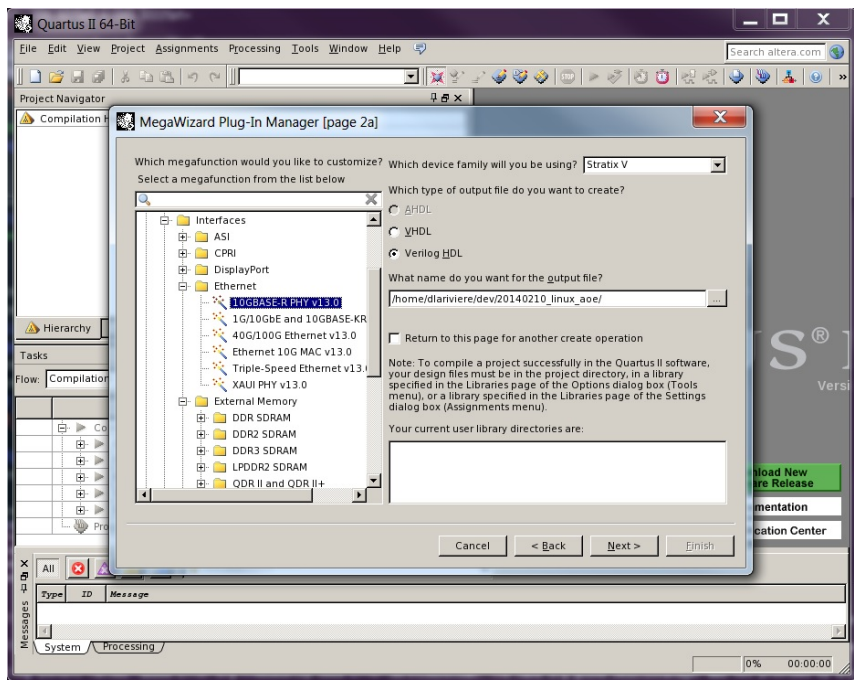 Quartus II 64-Bit
File Edit View Project Assignments Processing Tools Window Help
Search altera.com
Project Navigator
Compilation H
MegaWizard Plug-In Manager [page 2a]
Which megafunction would you like to customize?
Select a megafunction from the list below
Interfaces
ASI
CPRI
DisplayPort
Ethernet
10GBASE-R PHY v13.0
1G/10GbE and 10GBASE-KR
40G/100G Ethernet v13.0
Ethernet 10G MAC v13.0
Triple-Speed Ethernet v13.
XAUI PHY v13.0
External Memory
DDR SDRAM
DDR2 SDRAM
DDR3 SDRAM
LPDDR2 SDRAM
QDR II and QDR II+
Which device family will you be using? Stratix V
Which type of output file do you want to create?
AHDL
VHDL
Verilog HDL
What name do you want for the output file?
/home/dlariviere/dev/20140210_linux_aoe/
...
Return to this page for another create operation
Note: To compile a project successfully in the Quartus II software,
your design files must be in the project directory, in a library
specified in the Libraries page of the Options dialog box (Tools
menu), or a library specified in the Libraries page of the Settings
dialog box (Assignments menu).
Your current user library directories are:
Cancel < Back Next > Finish
Hierarchy
Tasks
Flow: Compilation
Co
Pro
S® I
Versi
nload New
are Release
mentation
cation Center
All
Type ID Message
Messages
System Processing
0% 00:00:00